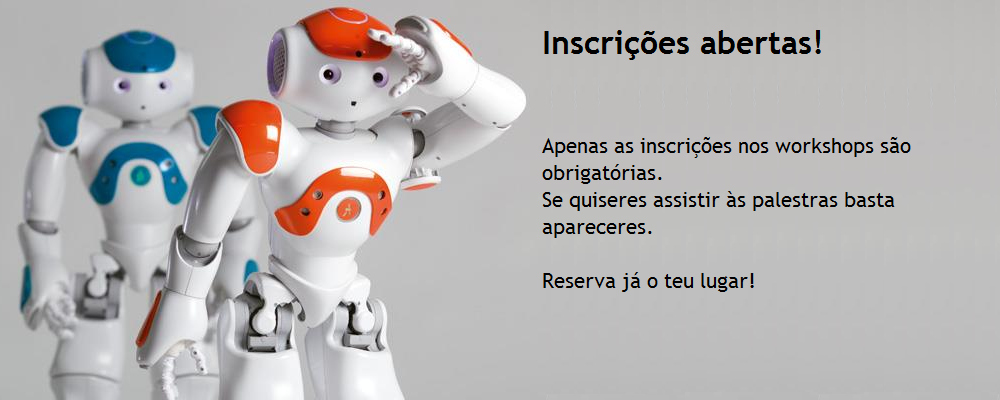 Inscrições abertas!
Apenas as inscrições nos workshops são
obrigatórias.
Se quiseres assistir às palestras basta
apareceres.
Reserva já o teu lugar!